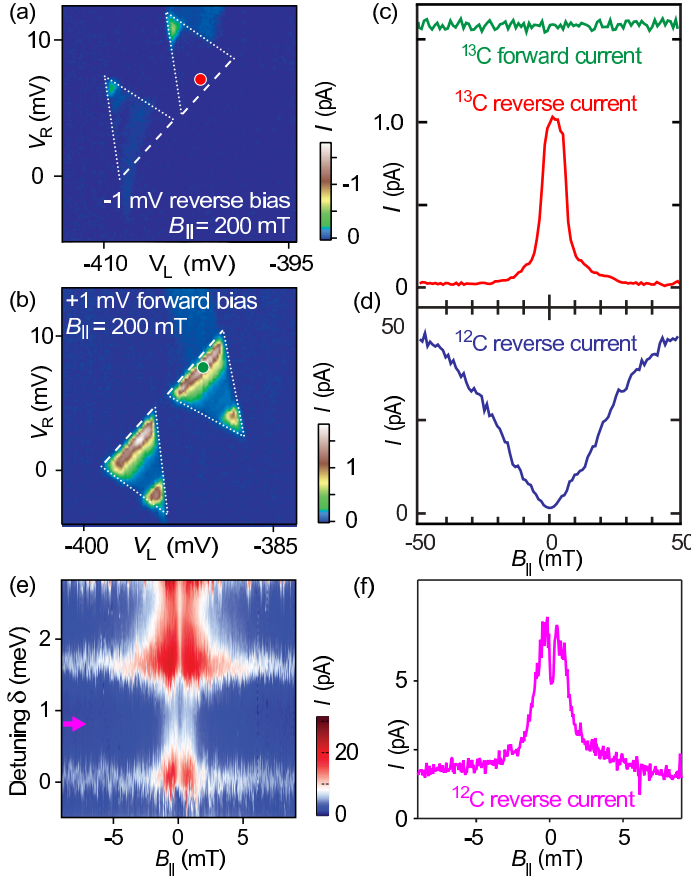 (a)
10
0
V_R (mV)
-1 mV reverse bias
B_|| = 200 mT
-410
V_L (mV)
-395
I (pA)
-1
0
(b)
+1 mV forward bias
B_|| = 200 mT
10
0
V_R (mV)
-400
V_L (mV)
-385
I (pA)
1
0
(c)
¹³C forward current
¹³C reverse current
1.0
0
I (pA)
(d)
50
¹²C reverse current
I (pA)
0
-50
0
50
B_|| (mT)
(e)
2
1
0
Detuning δ (meV)
-5
0
5
B_|| (mT)
I (pA)
20
0
(f)
5
0
I (pA)
¹²C reverse current
-5
0
5
B_|| (mT)